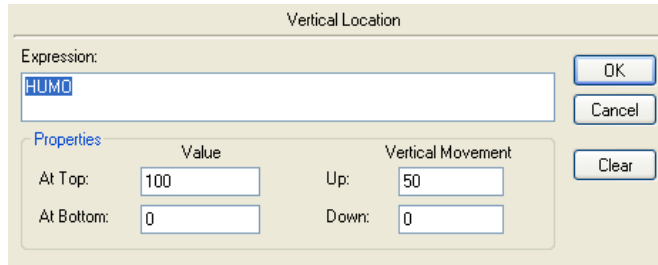 Vertical Location
Expression:
HUMO
OK
Cancel
Clear
Properties
Value Vertical Movement
At Top: 100 Up: 50
At Bottom: 0 Down: 0